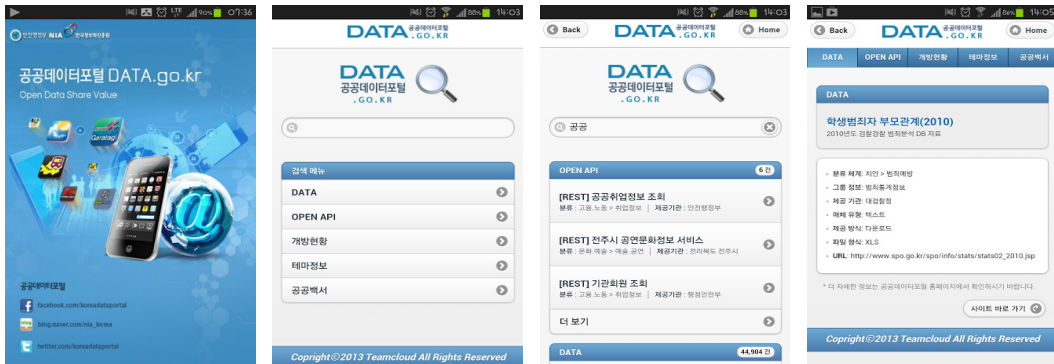 90% 07:36
안전행정부 NIA 한국정보화진흥원
공공데이터포털 DATA.go.kr
Open Data Share Value
Garatagi
공공데이터포털
facebook.com/koreadataportal
blog.naver.com/nia_korea
twitter.com/koreadataportal
88% 14:03
DATA 공공데이터포털
.GO.KR
DATA
공공데이터포털
.GO.KR
검색 메뉴
DATA
OPEN API
개방현황
테마정보
공공백서
Copright©2013 Teamcloud All Rights Reserved
88% 14:03
Back
DATA 공공데이터포털
.GO.KR
Home
DATA
공공데이터포털
.GO.KR
공공
OPEN API 6 건
[REST] 공공취업정보 조회
분류 : 고용.노동 > 취업정보 | 제공기관 : 안전행정부
[REST] 전주시 공연문화정보 서비스
분류 : 문화.예술 > 예술.공연 | 제공기관 : 전라북도 전주시
[REST] 기관회원 조회
분류 : 고용.노동 > 취업정보 | 제공기관 : 행정안전부
더 보기
DATA 44,904 건
86% 14:05
Back
DATA 공공데이터포털
.GO.KR
Home
DATA OPEN API 개방현황 테마정보 공공백서
DATA
학생범죄자 부모관계(2010)
2010년도 검찰경찰 범죄분석 DB 자료
분류 체계: 치안 > 범죄예방
그룹 정보: 범죄통계정보
제공 기관: 대검찰청
매체 유형: 텍스트
제공 방식: 다운로드
파일 형식: XLS
URL: http://www.spo.go.kr/spo/info/stats/stats02_2010.jsp
* 더 자세한 정보는 공공데이터포털 홈페이지에서 확인하시기 바랍니다.
사이트 바로 가기
Copright©2013 Teamcloud All Rights Reserved